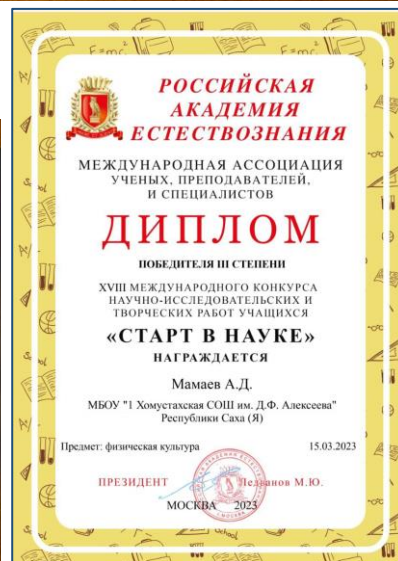 РОССИЙСКАЯ
АКАДЕМИЯ
ЕСТЕСТВОЗНАНИЯ
МЕЖДУНАРОДНАЯ АССОЦИАЦИЯ
УЧЕНЫХ, ПРЕПОДАВАТЕЛЕЙ,
И СПЕЦИАЛИСТОВ
ДИПЛОМ
ПОБЕДИТЕЛЯ III СТЕПЕНИ
XVIII МЕЖДУНАРОДНОГО КОНКУРСА
НАУЧНО-ИССЛЕДОВАТЕЛЬСКИХ И
ТВОРЧЕСКИХ РАБОТ УЧАЩИХСЯ
«СТАРТ В НАУКЕ»
НАГРАЖДАЕТСЯ
Мамаев А.Д.
МБОУ "1 Хомустахская СОШ им. Д.Ф. Алексеева"
Республики Саха (Я)
Предмет: физическая культура 15.03.2023
ПРЕЗИДЕНТ М.Ю.
МОСКВА 2023